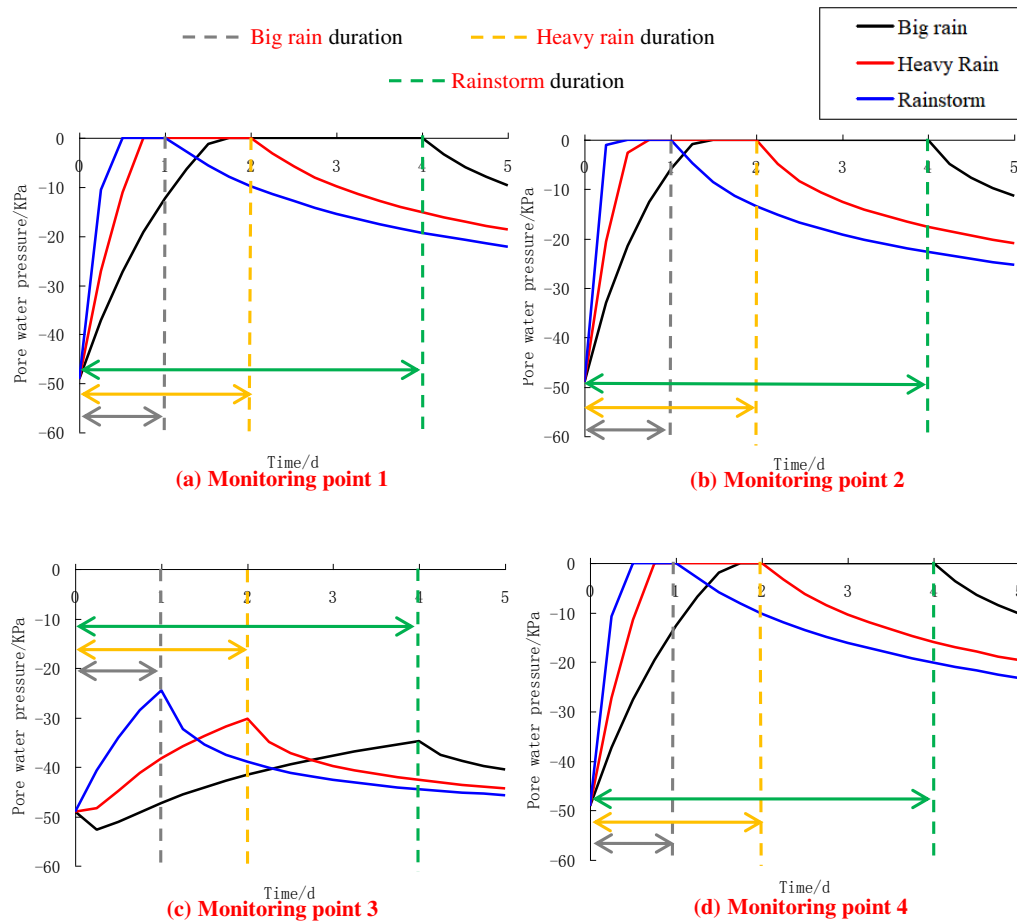 Big rain duration
Heavy rain duration
Rainstorm duration
Big rain
Heavy Rain
Rainstorm
Pore water pressure/KPa
0
-10
-20
-30
-40
-50
-60
0 1 2 3 4 5
Time/d
(a) Monitoring point 1
Pore water pressure/KPa
0
-10
-20
-30
-40
-50
-60
0 1 2 3 4 5
Time/d
(b) Monitoring point 2
Pore water pressure/KPa
0
-10
-20
-30
-40
-50
-60
0 1 2 3 4 5
Time/d
(c) Monitoring point 3
Pore water pressure/KPa
0
-10
-20
-30
-40
-50
-60
0 1 2 3 4 5
Time/d
(d) Monitoring point 4